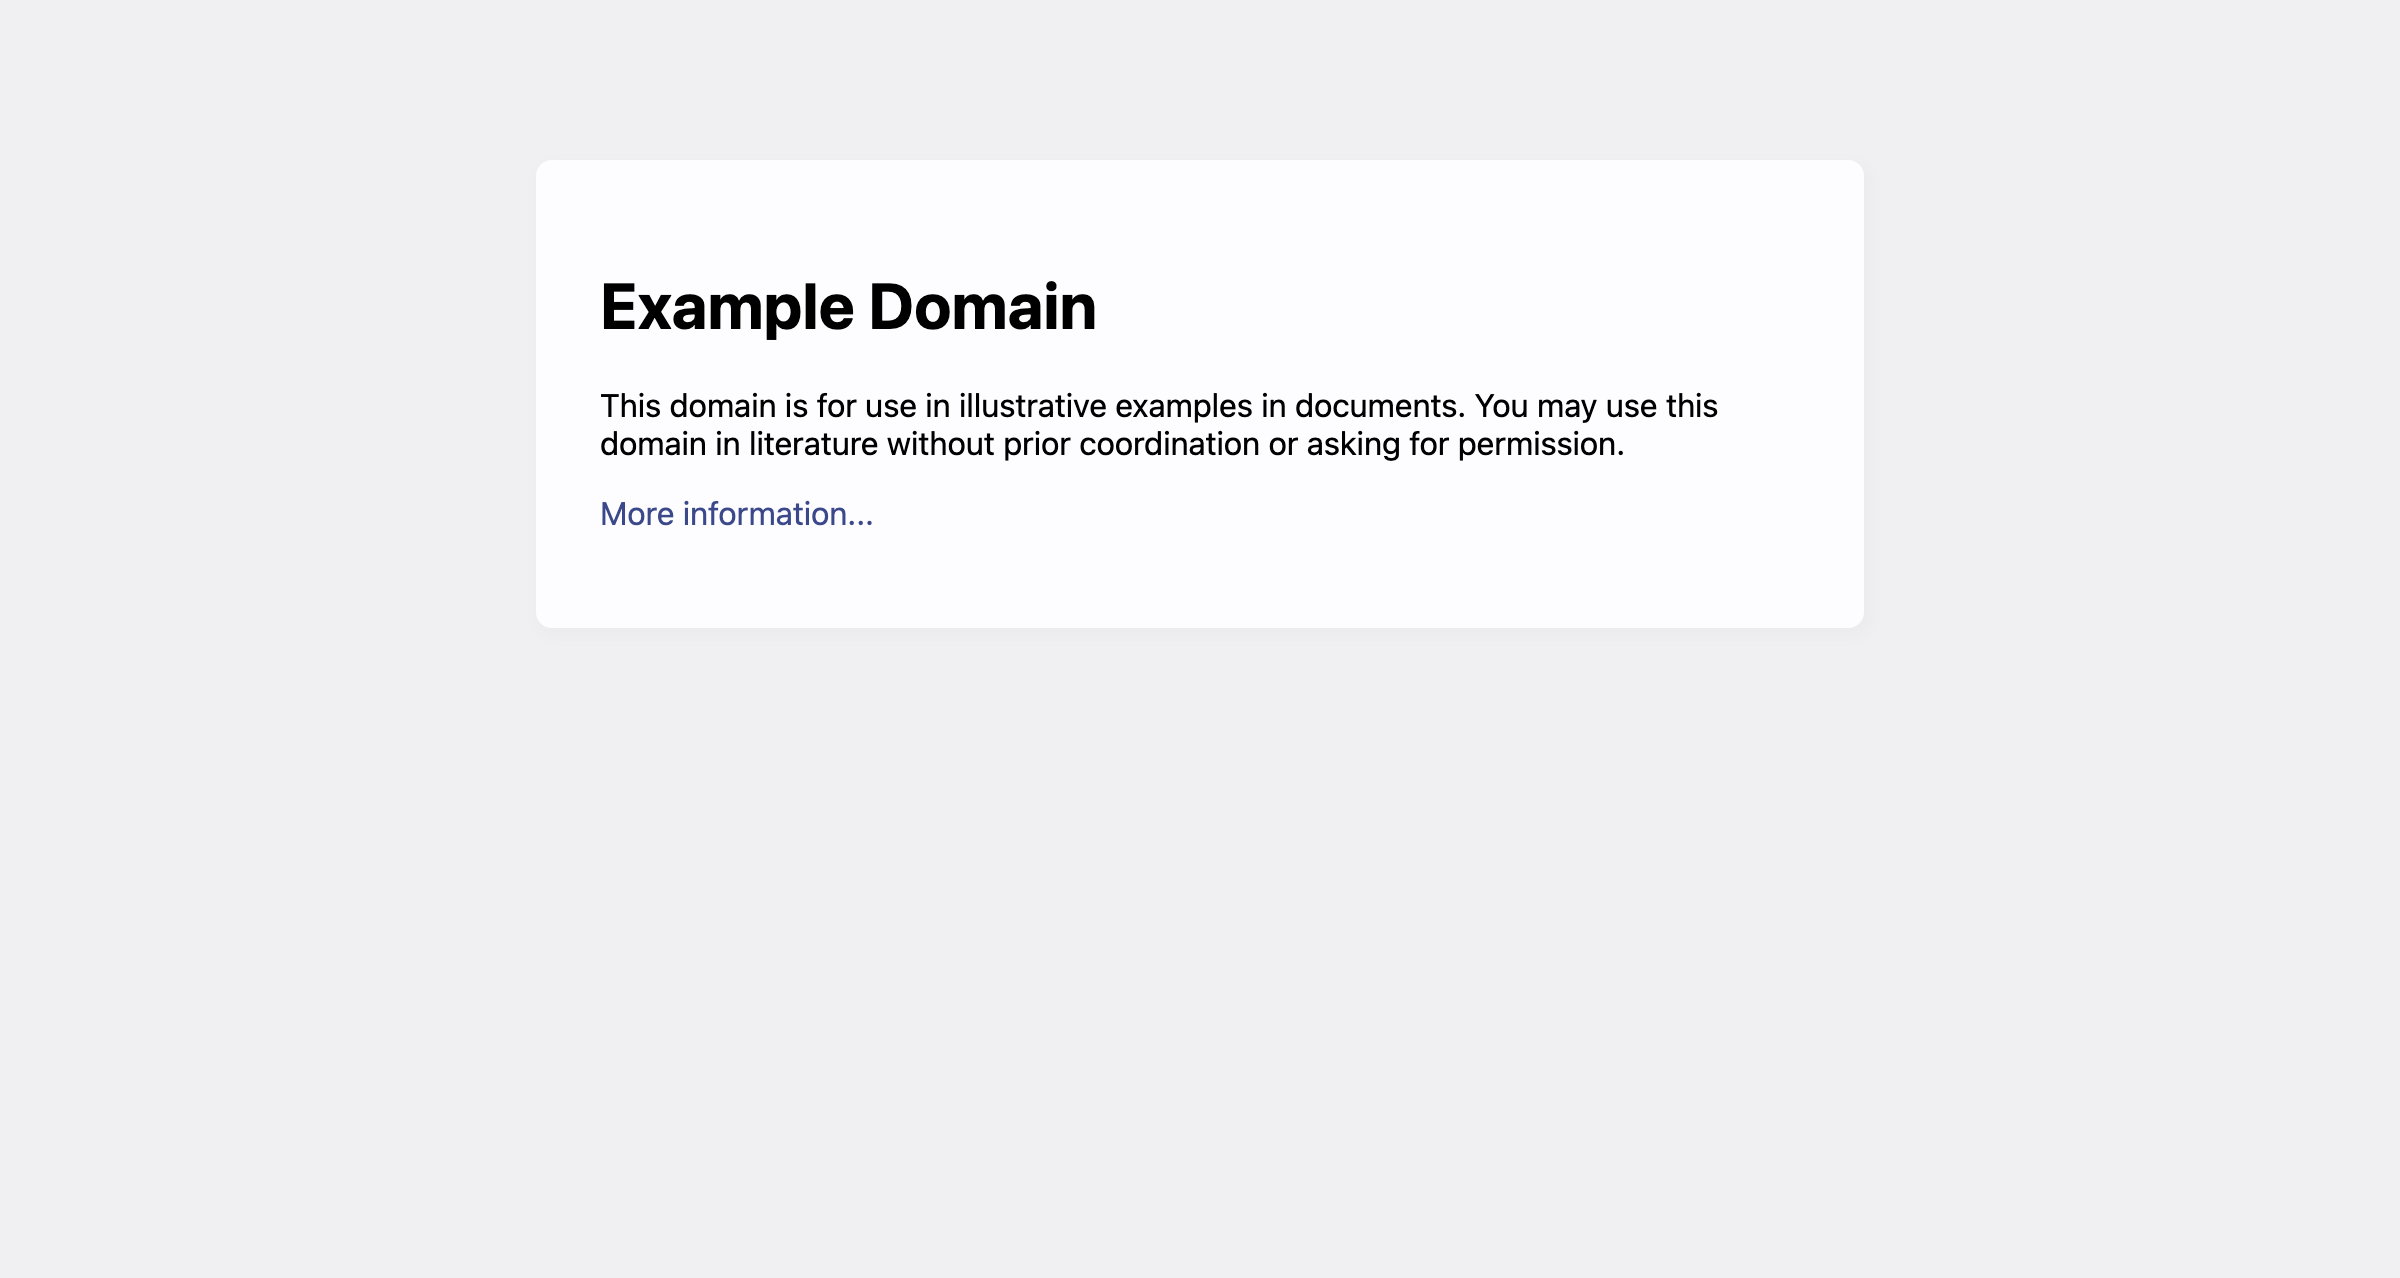 Example Domain
This domain is for use in illustrative examples in documents. You may use this
domain in literature without prior coordination or asking for permission.
More information...